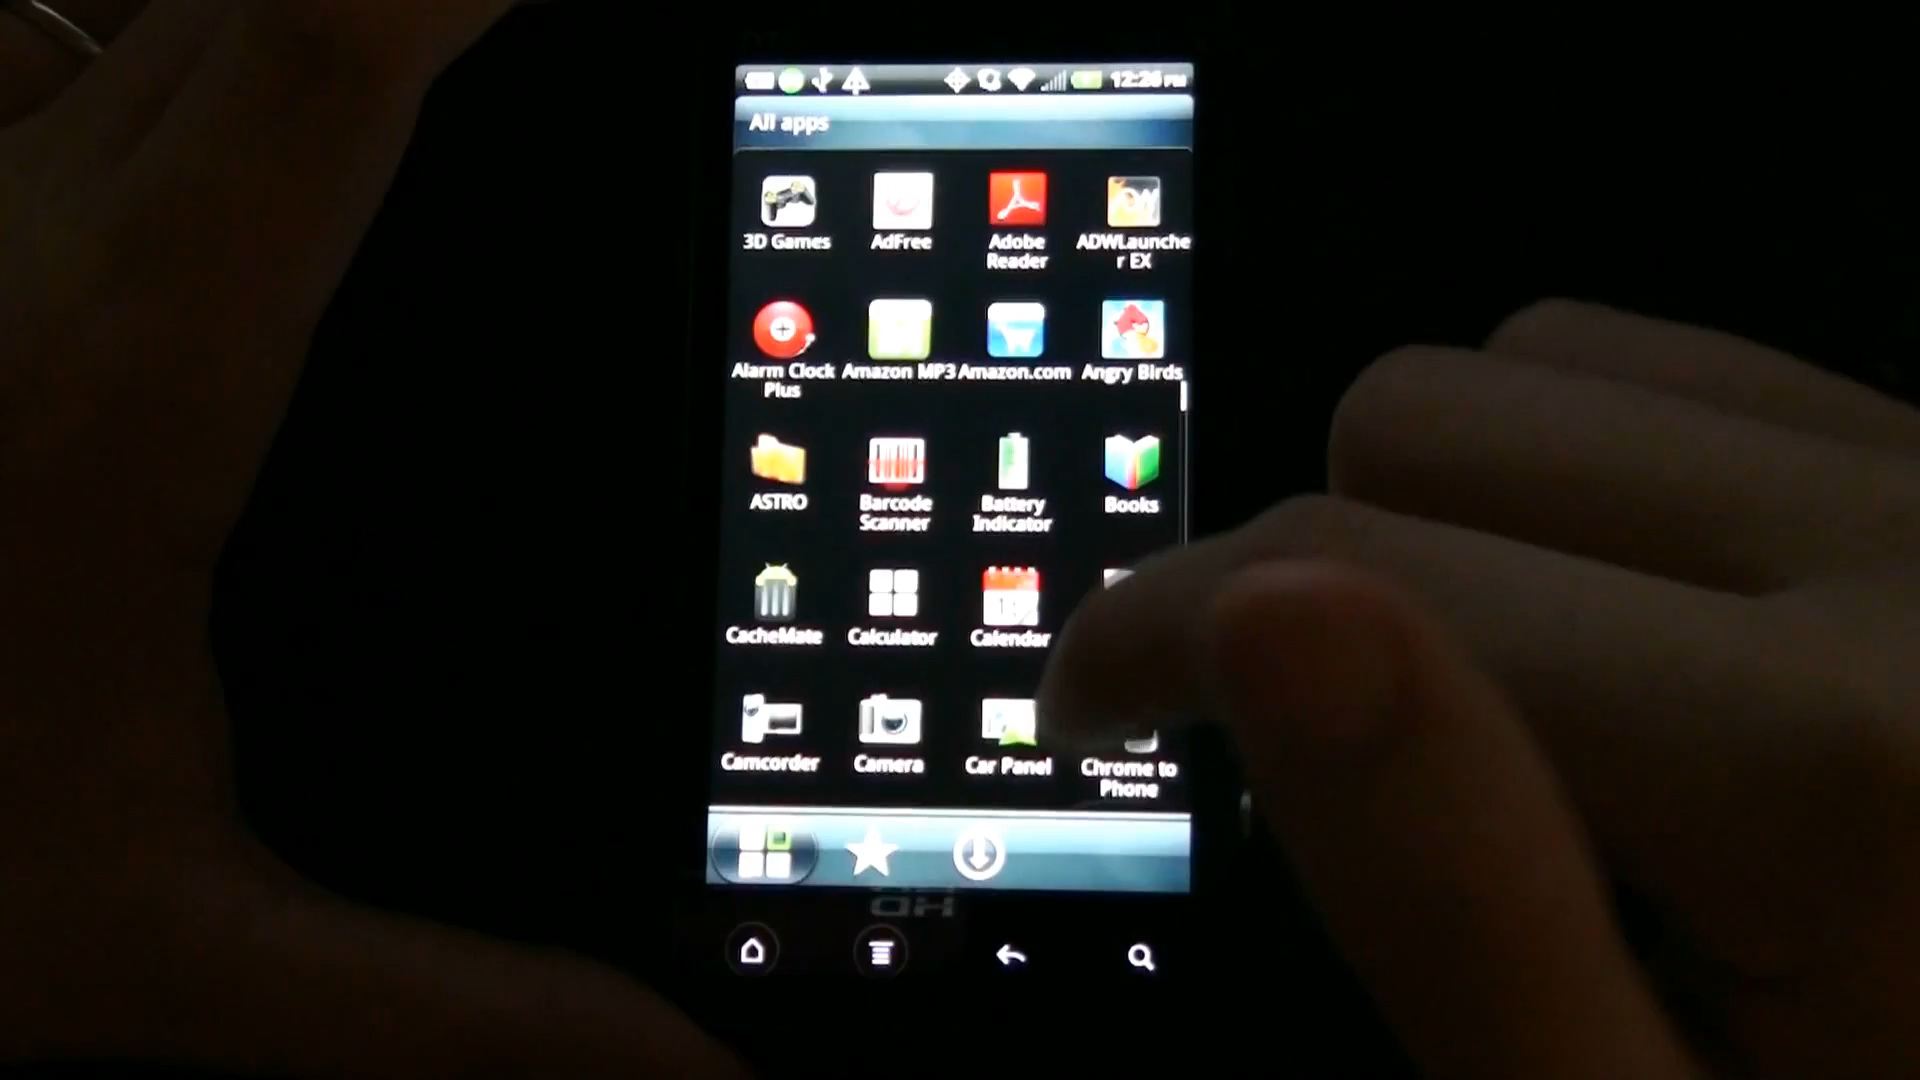 12:26 PM
All apps
3D Games
AdFree
Adobe
Reader
ADWLaunche
r EX
Alarm Clock
Plus
Amazon MP3
Amazon.com
Angry Birds
ASTRO
Barcode
Scanner
Battery
Indicator
Books
CacheMate
Calculator
Calendar
Camcorder
Camera
Car Panel
Chrome to
Phone